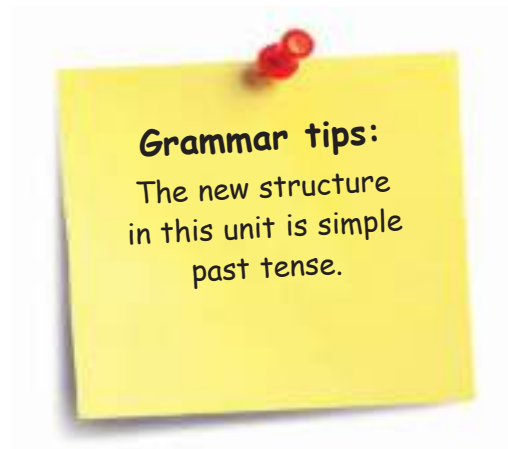 Grammar tips:
The new structure
in this unit is simple
past tense.